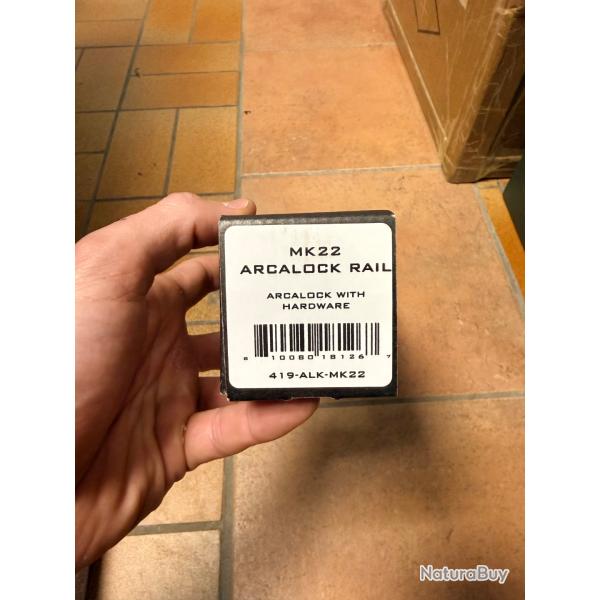 MK22
ARCALOCK RAIL
ARCALOCK WITH
HARDWARE
8 10080 18126 7
419-ALK-MK22
NaturaBuy